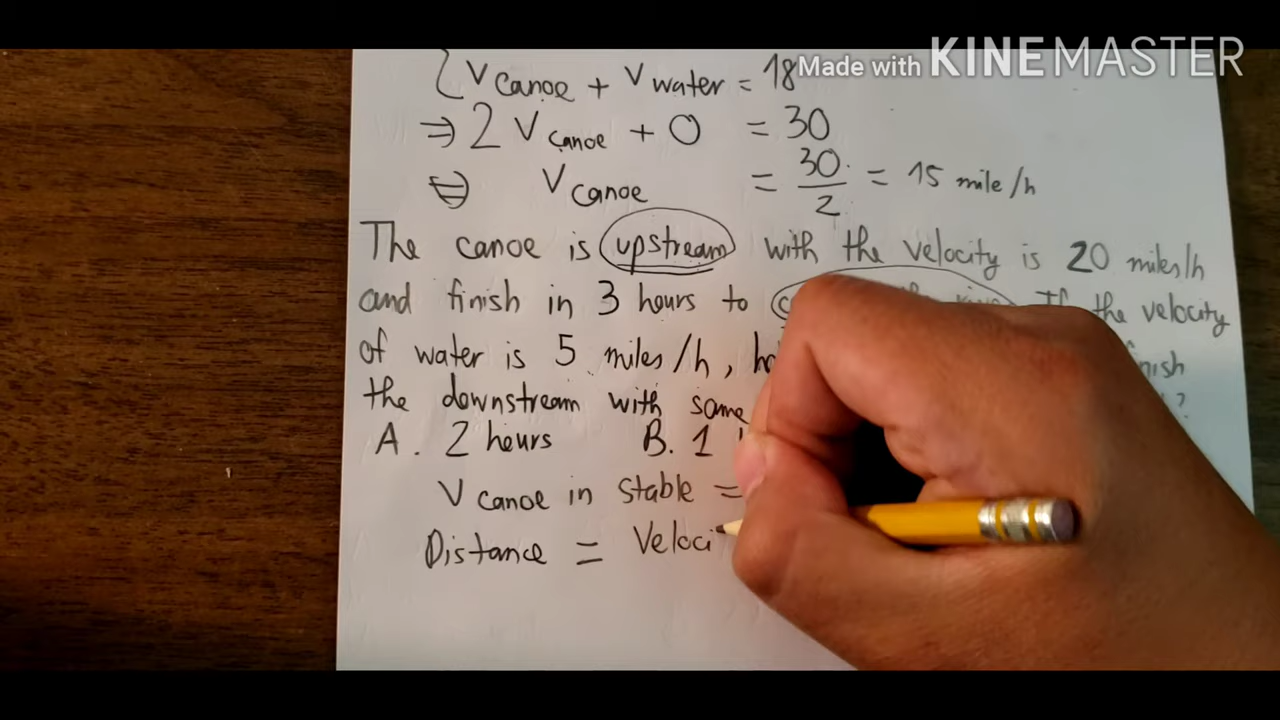 Made with KINEMASTER
{ V canoe + V water = 18
⇒ 2 V canoe + 0 = 30
⇔ V canoe = 30/2 = 15 mile/h
The canoe is upstream with the velocity is 20 miles/h
and finish in 3 hours to the velocity
of water is 5 miles/h,
the downstream with same ?
A. 2 hours B. 1
V canoe in stable =
Distance = Veloci